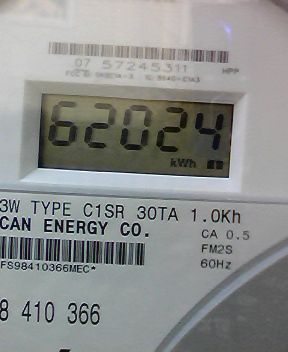 07 57245311 HPP
62024
kWh
3W TYPE C1SR 30TA 1.0Kh
CAN ENERGY CO. CA 0.5
FM2S
FS98410366MEC* 60Hz
8 410 366